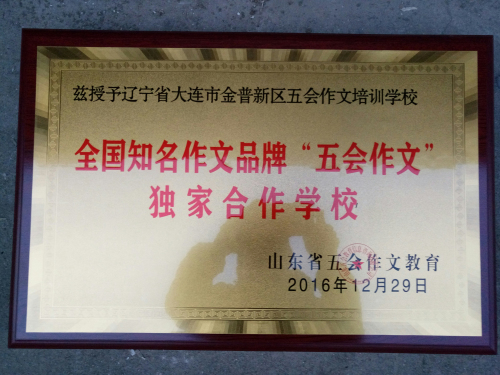 兹授予辽宁省大连市金普新区五会作文培训学校
全国知名作文品牌“五会作文”
独家合作学校
山东省五会作文教育
2016年12月29日